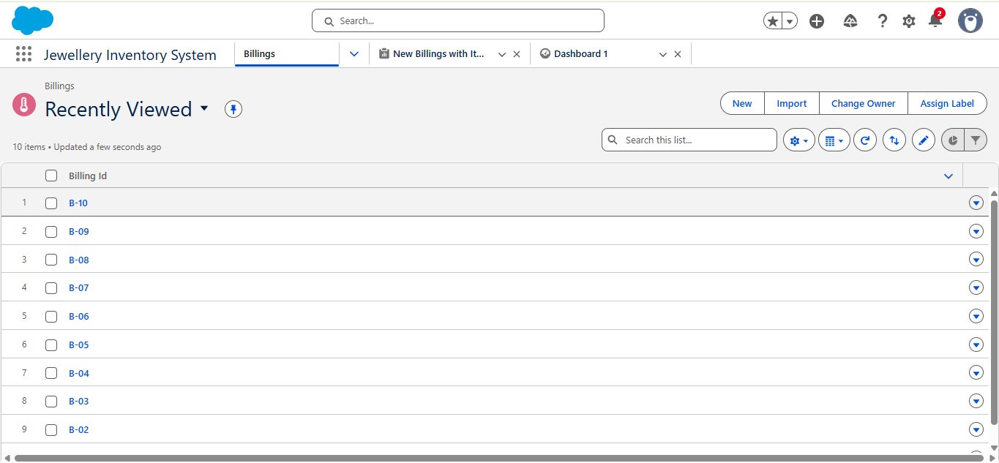 Search...
2
Jewellery Inventory System
Billings
New Billings with It...
Dashboard 1
Billings
Recently Viewed
New
Import
Change Owner
Assign Label
10 items • Updated a few seconds ago
Search this list...
Billing Id
1 B-10
2 B-09
3 B-08
4 B-07
5 B-06
6 B-05
7 B-04
8 B-03
9 B-02